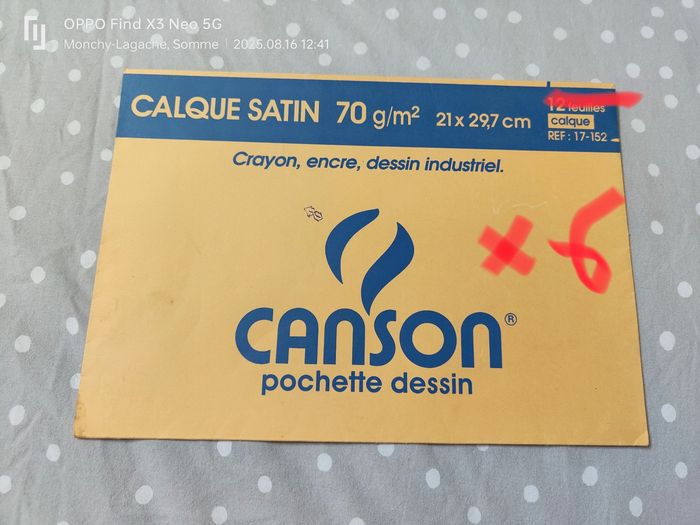 OPPO Find X3 Neo 5G
Monchy-Lagache, Somme | 2025.08.16 12:41
CALQUE SATIN 70 g/m² 21 x 29,7 cm
12 feuilles
calque
REF : 17-152
Crayon, encre, dessin industriel.
x 6
CANSON®
pochette dessin